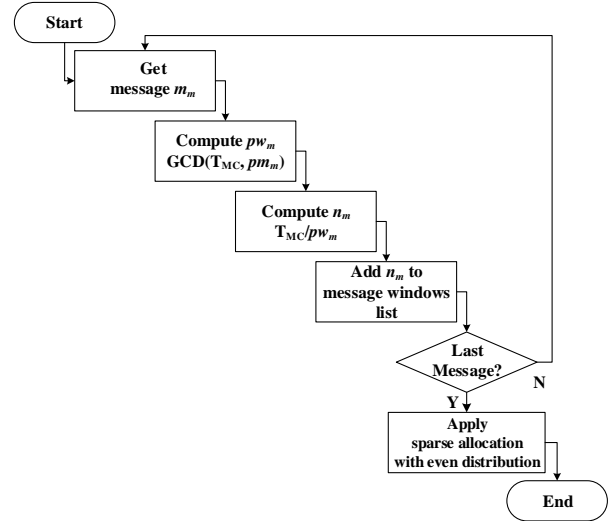 Start
Get
message m_m
Compute pw_m
GCD(T_MC, pm_m)
Compute n_m
T_MC/pw_m
Add n_m to
message windows
list
Last
Message?
N
Y
Apply
sparse allocation
with even distribution
End